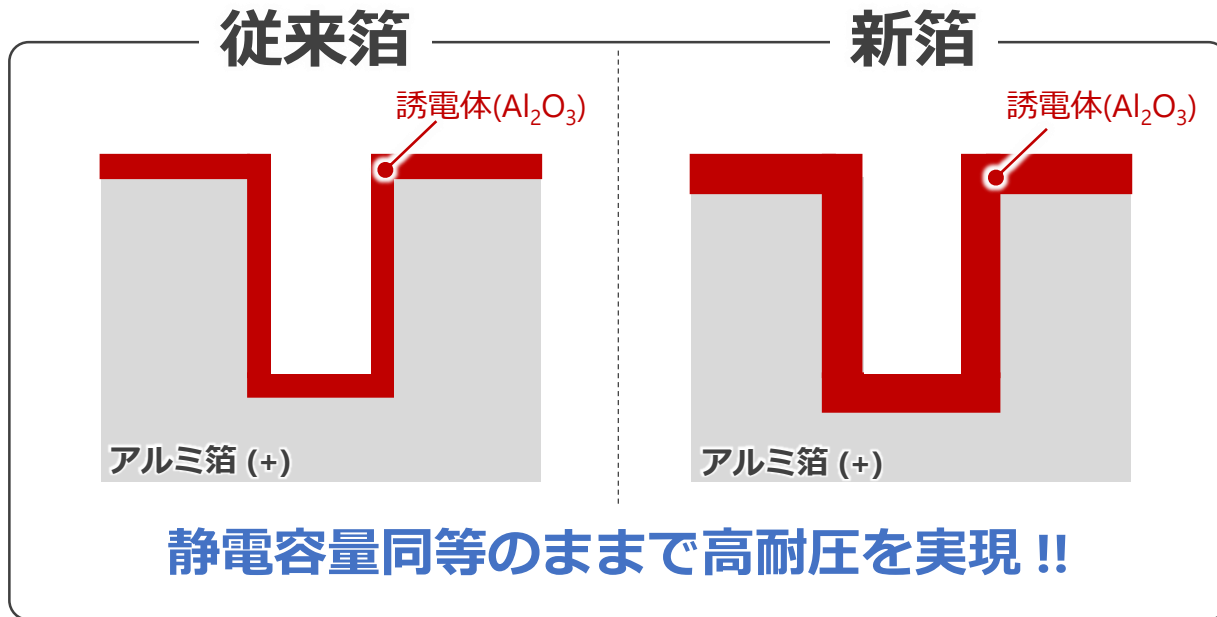 従来箔
新箔
誘電体(Al₂O₃)
誘電体(Al₂O₃)
アルミ箔 (+)
アルミ箔 (+)
静電容量同等のままで高耐圧を実現 !!